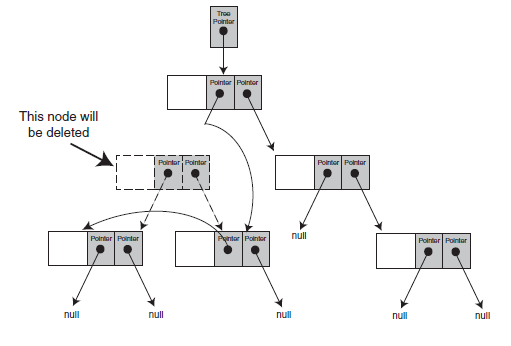 Tree
Pointer
Pointer Pointer
This node will
be deleted
Pointer Pointer
Pointer Pointer
null
Pointer Pointer
Pointer Pointer
Pointer Pointer
null
null
null
null
null